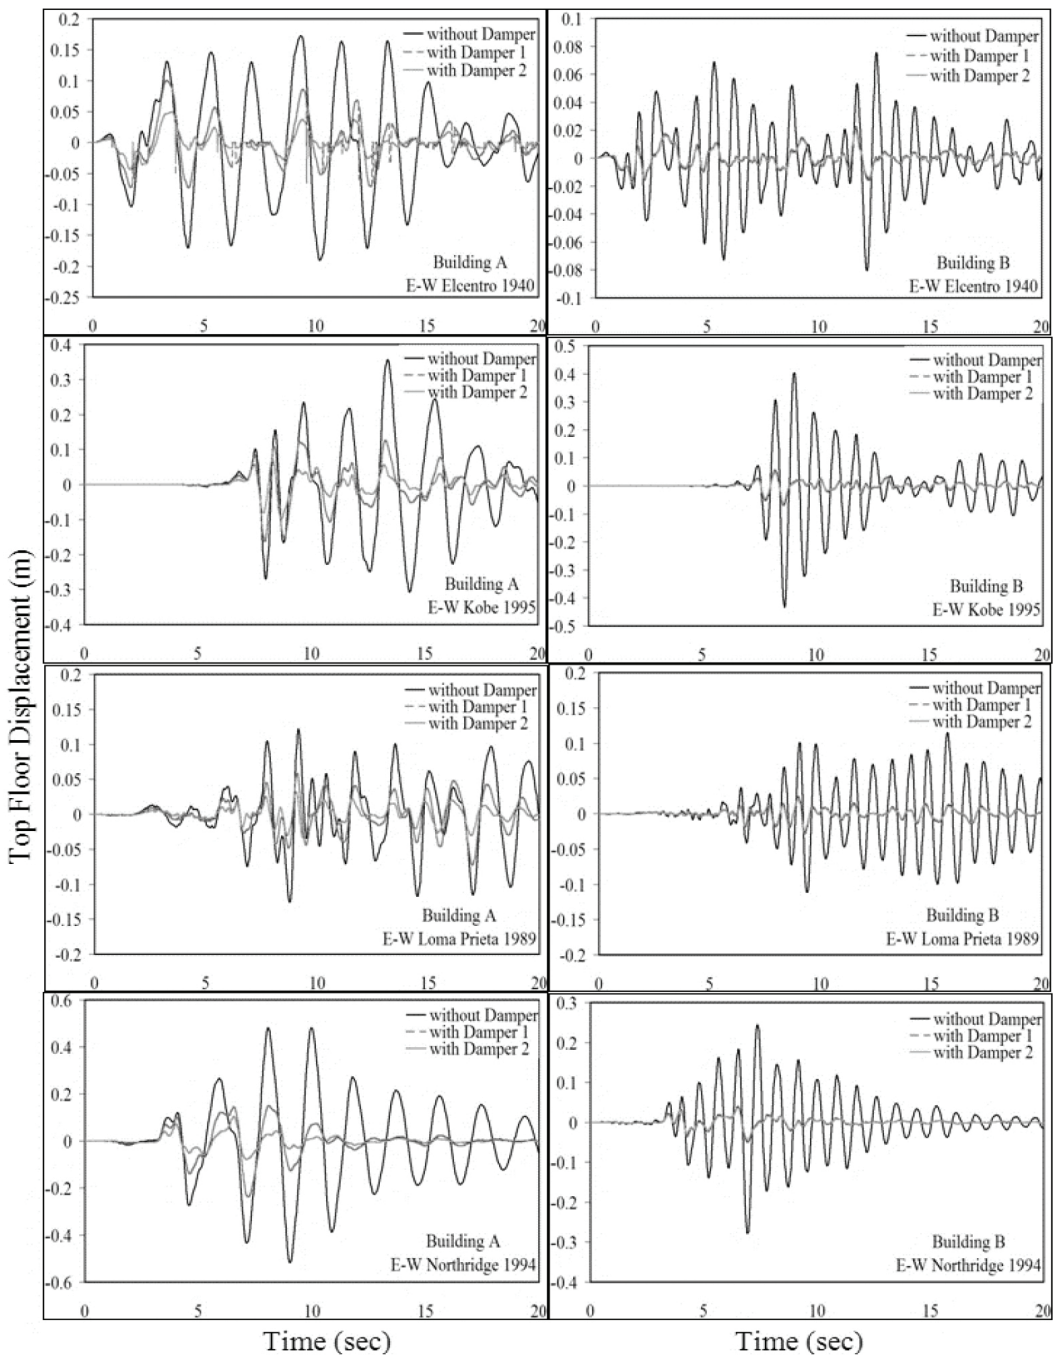 Top Floor Displacement (m)
0.2
0.15
0.1
0.05
0
-0.05
-0.1
-0.15
-0.2
-0.25
without Damper
with Damper 1
with Damper 2
Building A
E-W Elcentro 1940
0 5 10 15 20
0.1
0.08
0.06
0.04
0.02
0
-0.02
-0.04
-0.06
-0.08
-0.1
without Damper
with Damper 1
with Damper 2
Building B
E-W Elcentro 1940
0 5 10 15 20
0.4
0.3
0.2
0.1
0
-0.1
-0.2
-0.3
-0.4
without Damper
with Damper 1
with Damper 2
Building A
E-W Kobe 1995
0 5 10 15 20
0.5
0.4
0.3
0.2
0.1
0
-0.1
-0.2
-0.3
-0.4
-0.5
without Damper
with Damper 1
with Damper 2
Building B
E-W Kobe 1995
0 5 10 15 20
0.2
0.15
0.1
0.05
0
-0.05
-0.1
-0.15
-0.2
without Damper
with Damper 1
with Damper 2
Building A
E-W Loma Prieta 1989
0 5 10 15 20
0.2
0.15
0.1
0.05
0
-0.05
-0.1
-0.15
-0.2
without Damper
with Damper 1
with Damper 2
Building B
E-W Loma Prieta 1989
0 5 10 15 20
0.6
0.4
0.2
0
-0.2
-0.4
-0.6
without Damper
with Damper 1
with Damper 2
Building A
E-W Northridge 1994
0 5 10 15 20
0.3
0.2
0.1
0
-0.1
-0.2
-0.3
-0.4
without Damper
with Damper 1
with Damper 2
Building B
E-W Northridge 1994
0 5 10 15 20
Time (sec)
Time (sec)